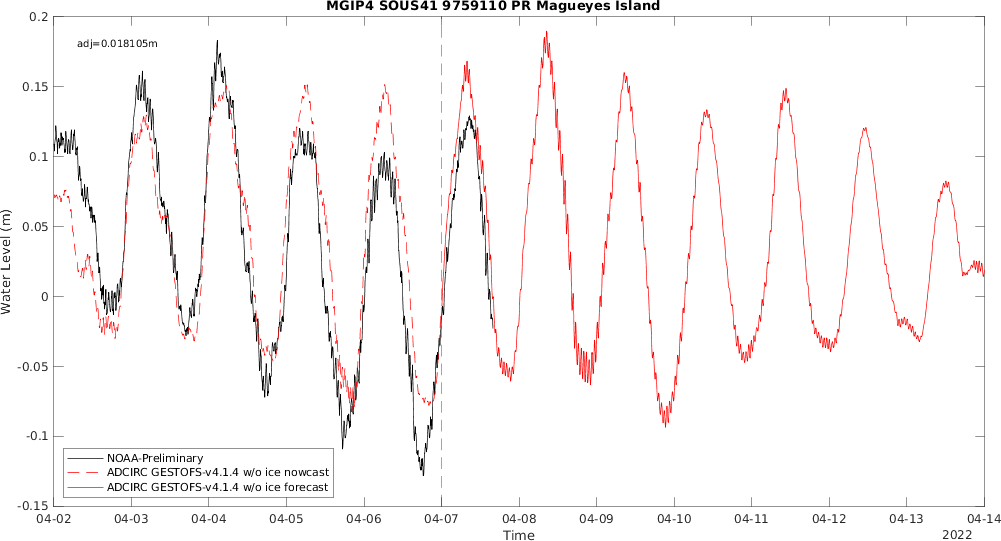 MGIP4 SOUS41 9759110 PR Magueyes Island
adj=0.018105m
0.2
0.15
0.1
0.05
0
-0.05
-0.1
-0.15
Water Level (m)
NOAA-Preliminary
ADCIRC GESTOFS-v4.1.4 w/o ice nowcast
ADCIRC GESTOFS-v4.1.4 w/o ice forecast
04-02 04-03 04-04 04-05 04-06 04-07 04-08 04-09 04-10 04-11 04-12 04-13 04-14
Time
2022